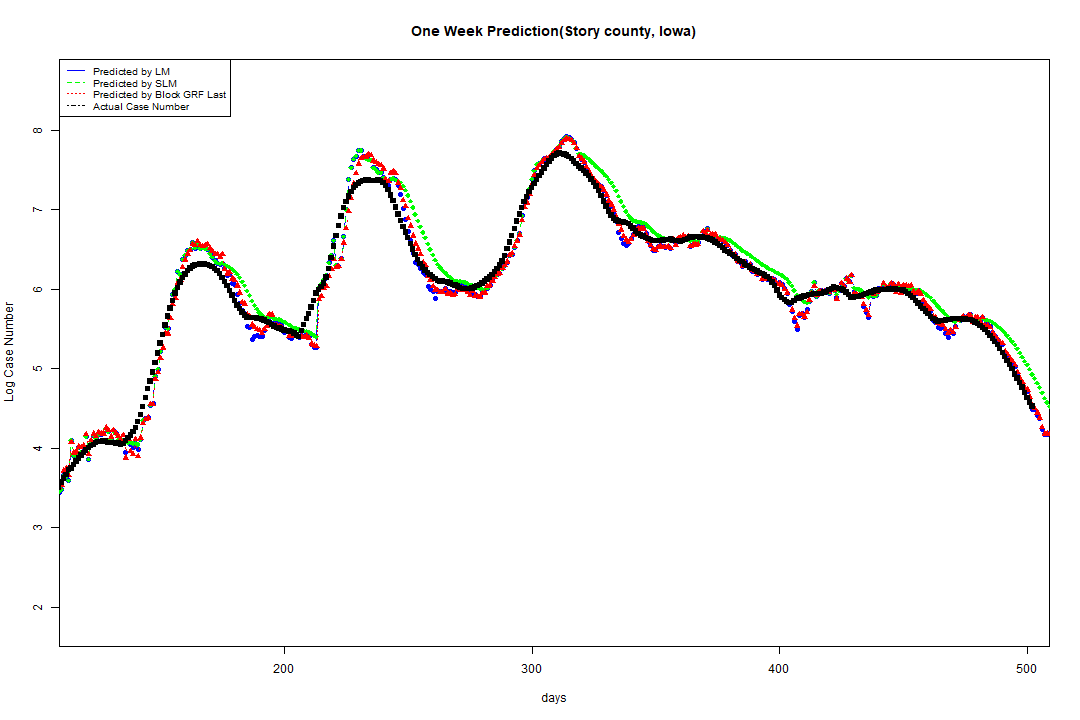 One Week Prediction(Story county, Iowa)
Predicted by LM
Predicted by SLM
Predicted by Block GRF Last
Actual Case Number
8
7
6
5
4
3
2
Log Case Number
200
300
400
500
days